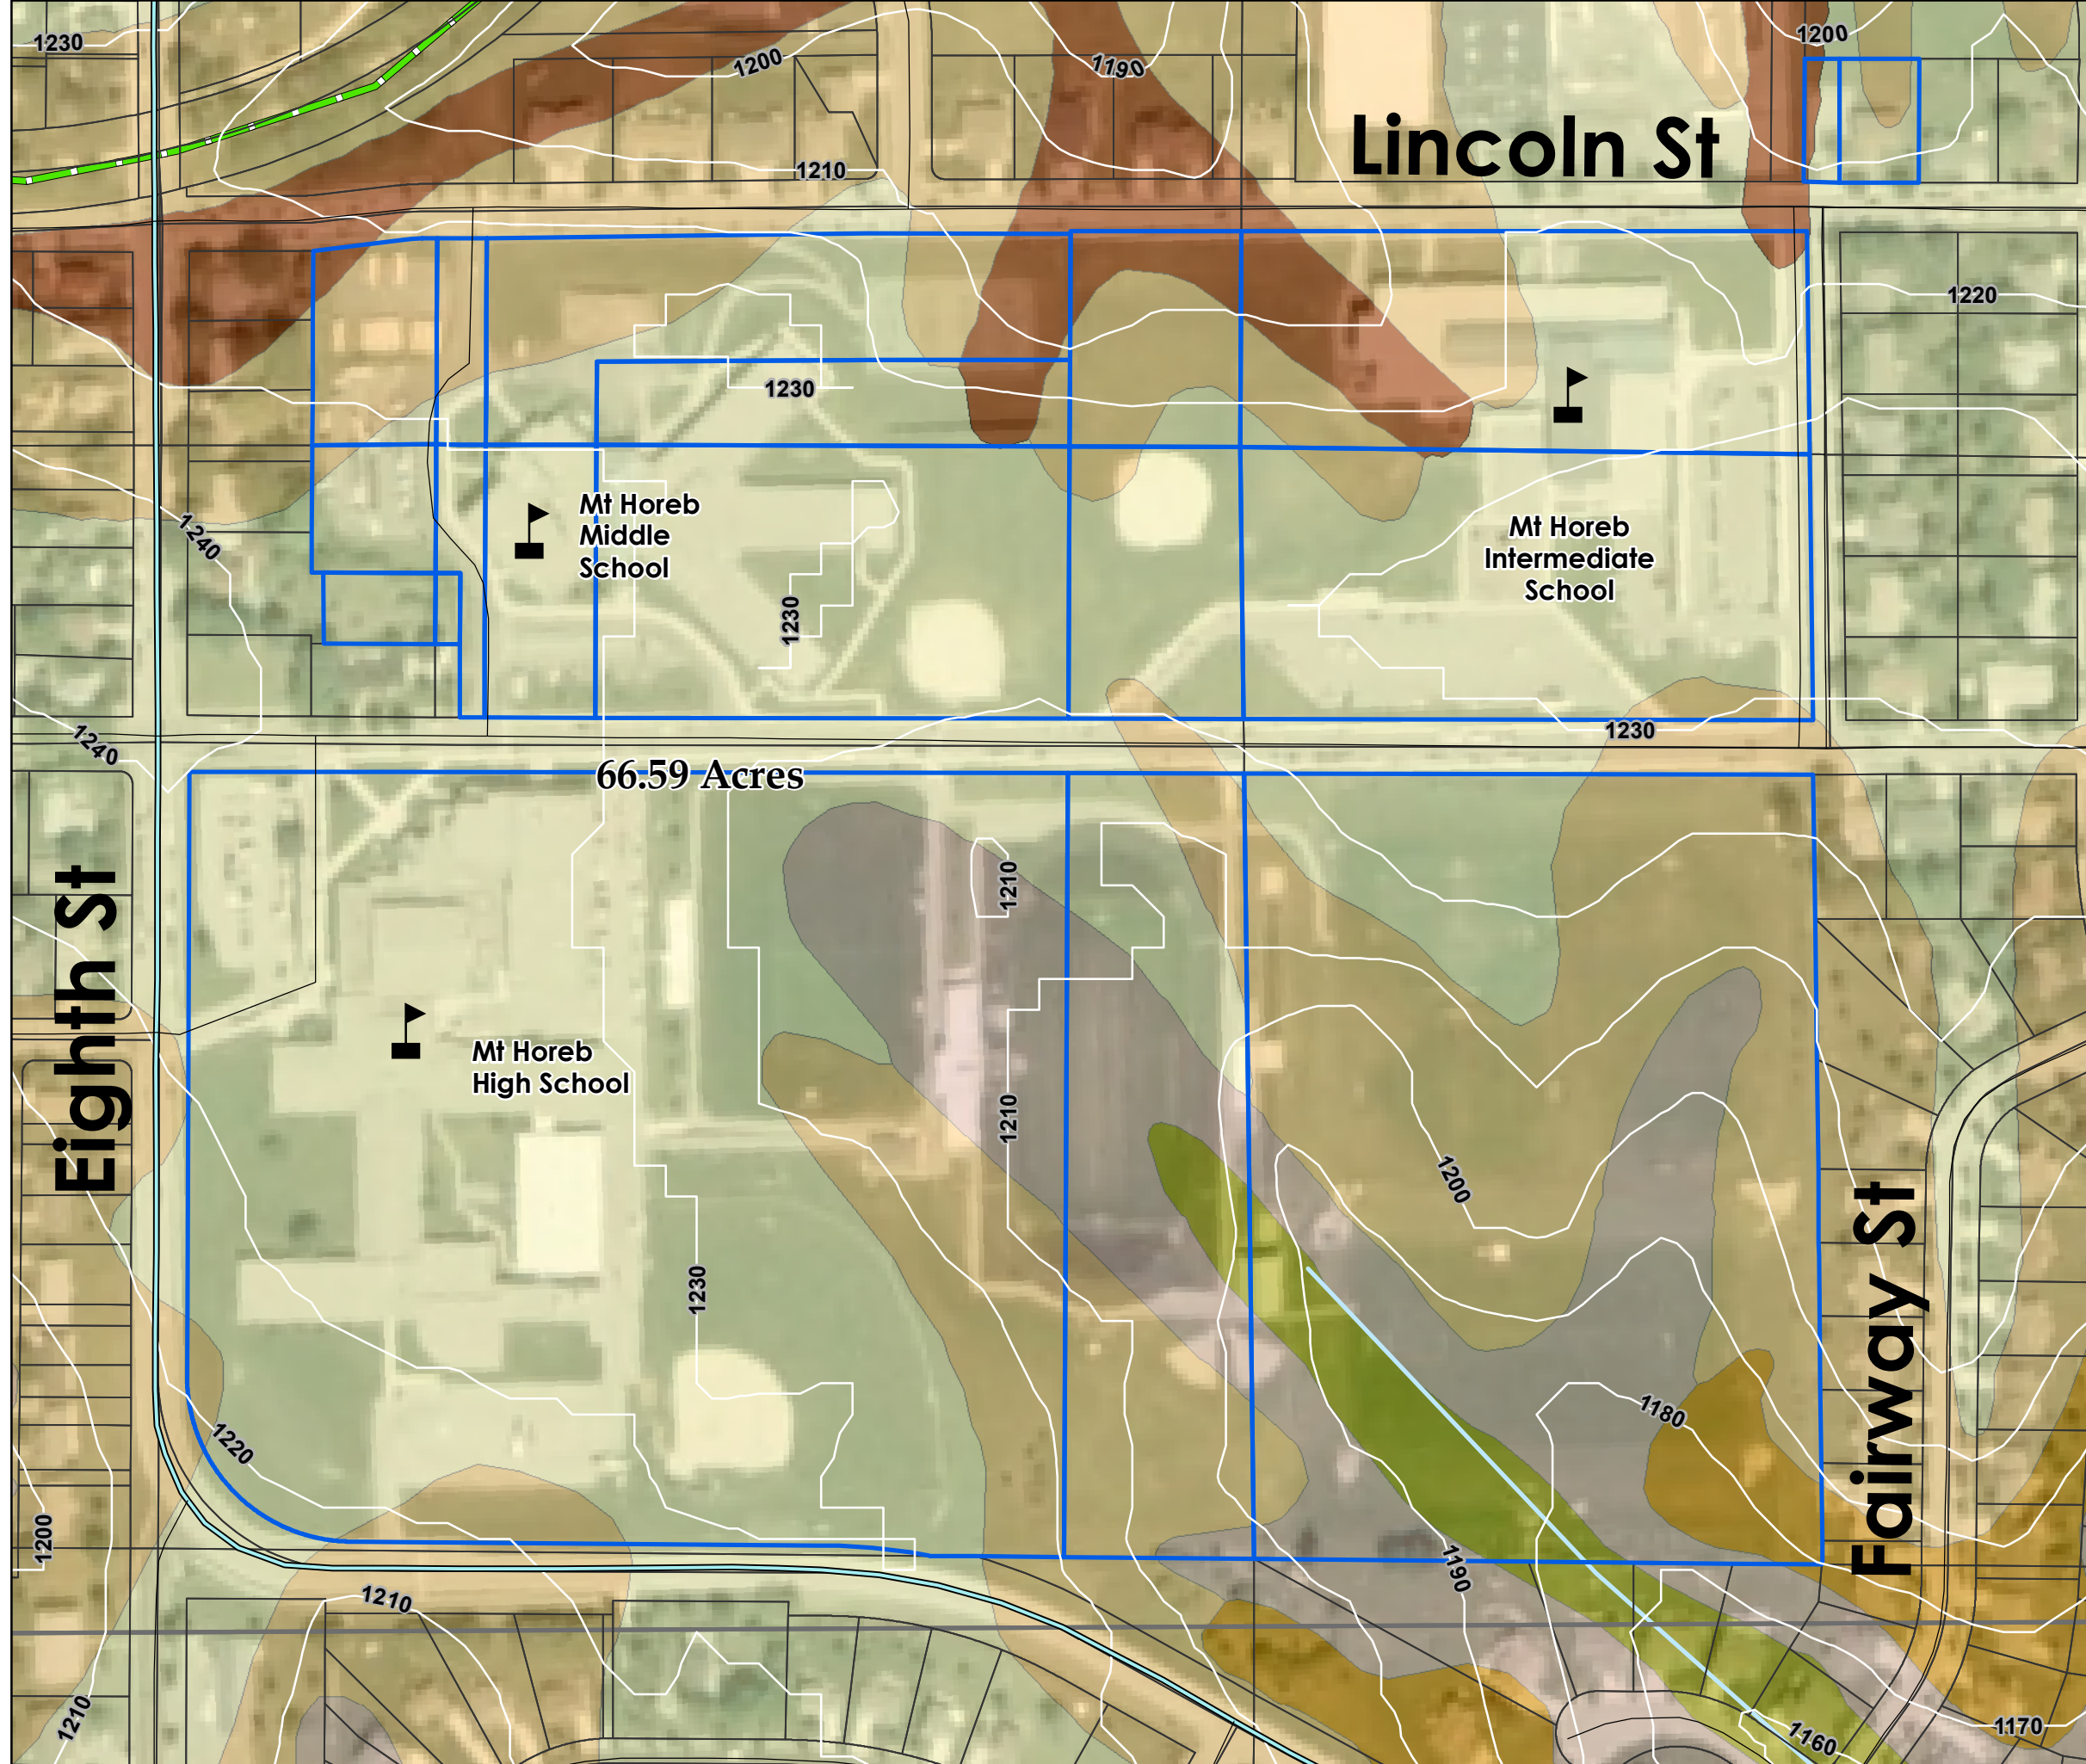 1230
1200
1190
1200
Lincoln St
1210
1220
1230
Mt Horeb
Middle
School
1240
Mt Horeb
Intermediate
School
1230
1230
1240
66.59 Acres
1210
Eighth St
Mt Horeb
High School
1210
1200
1230
Fairway St
1180
1220
1200
1190
1210
1210
1170
1160